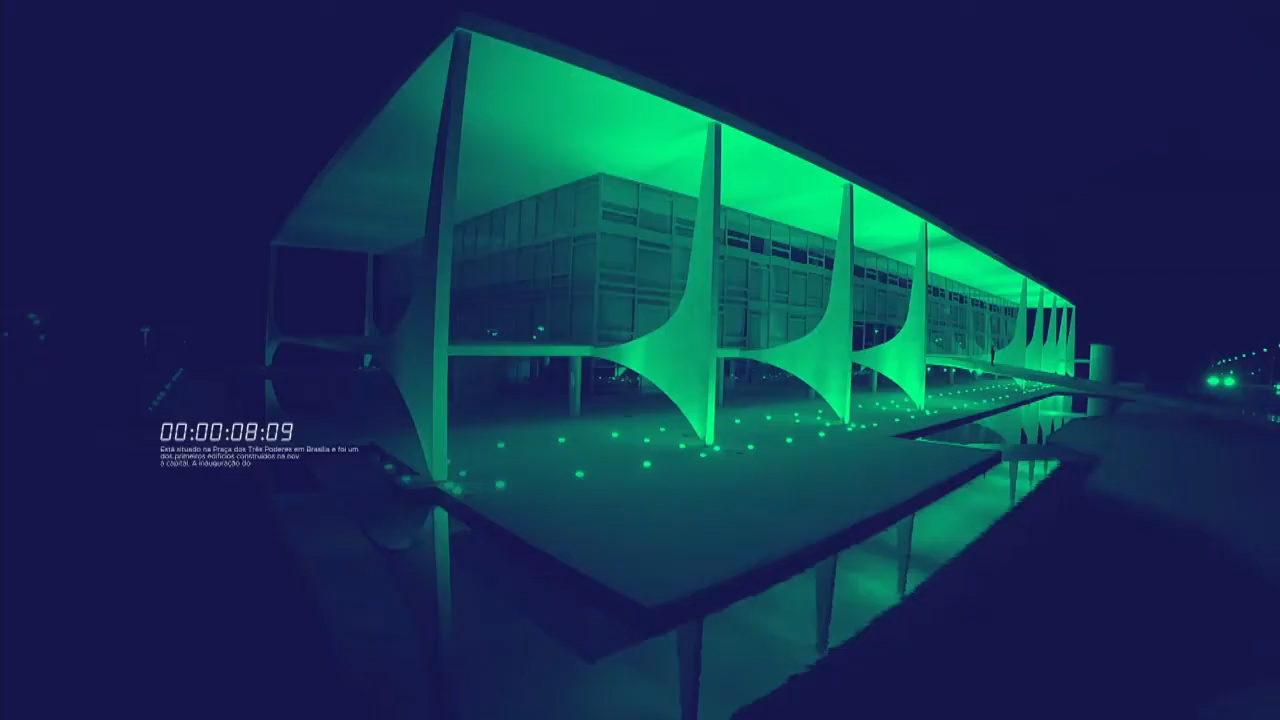 00:00:08:09
Está situado na Praça dos Três Poderes em Brasília e foi um
dos primeiros edifícios construídos na nov
a capital. A inauguração do